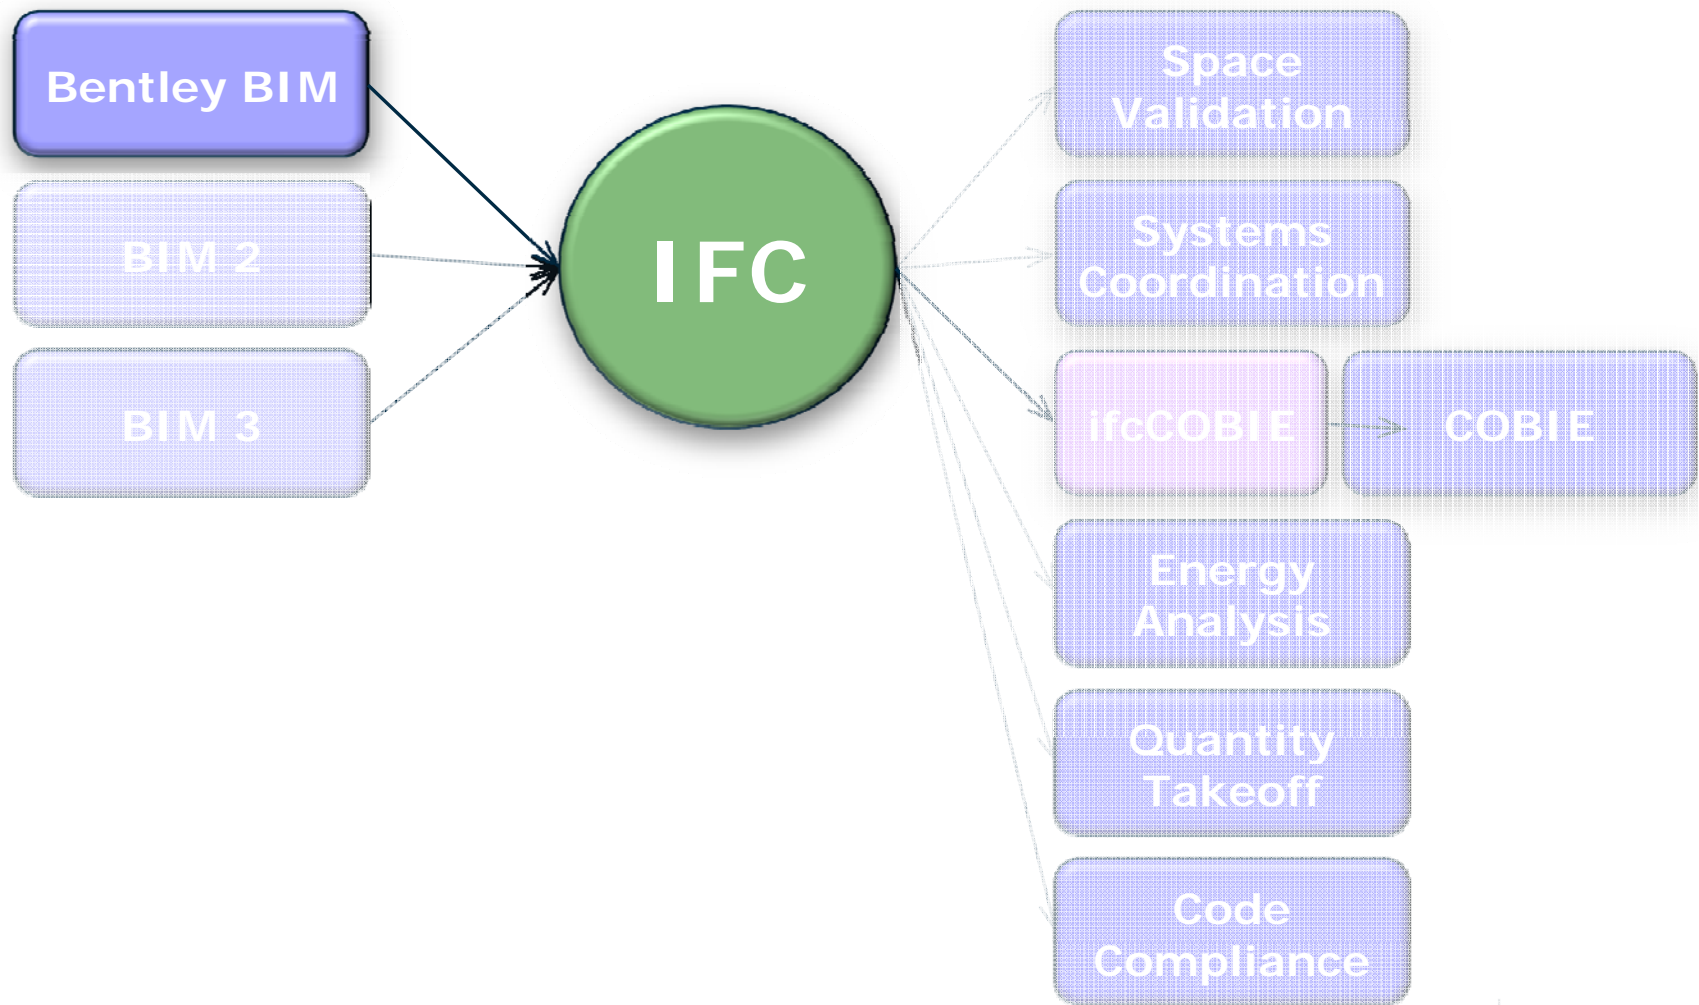 Bentley BIM
BIM 2
BIM 3
IFC
Space
Validation
Systems
Coordination
ifcCOBIE
COBIE
Energy
Analysis
Quantity
Takeoff
Code
Compliance